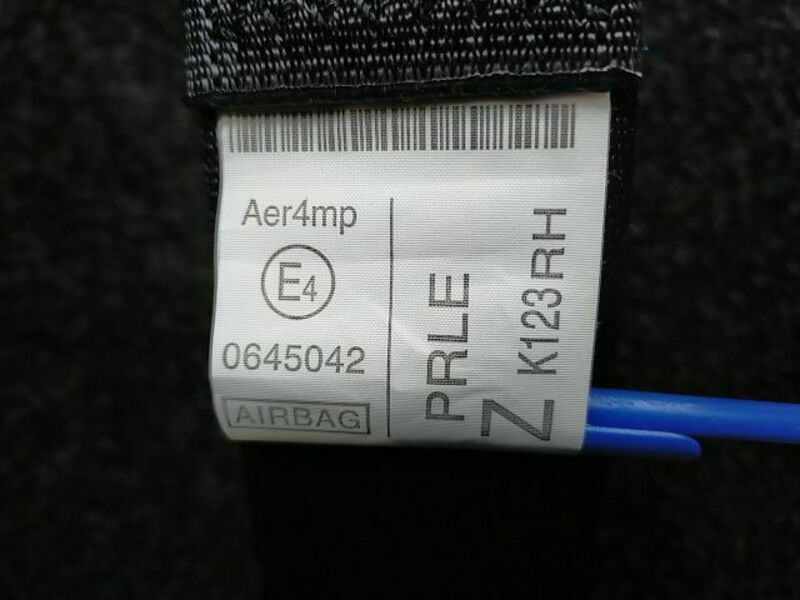 Aer4mp
E4
0645042
AIRBAG
PRLE
Z K123RH